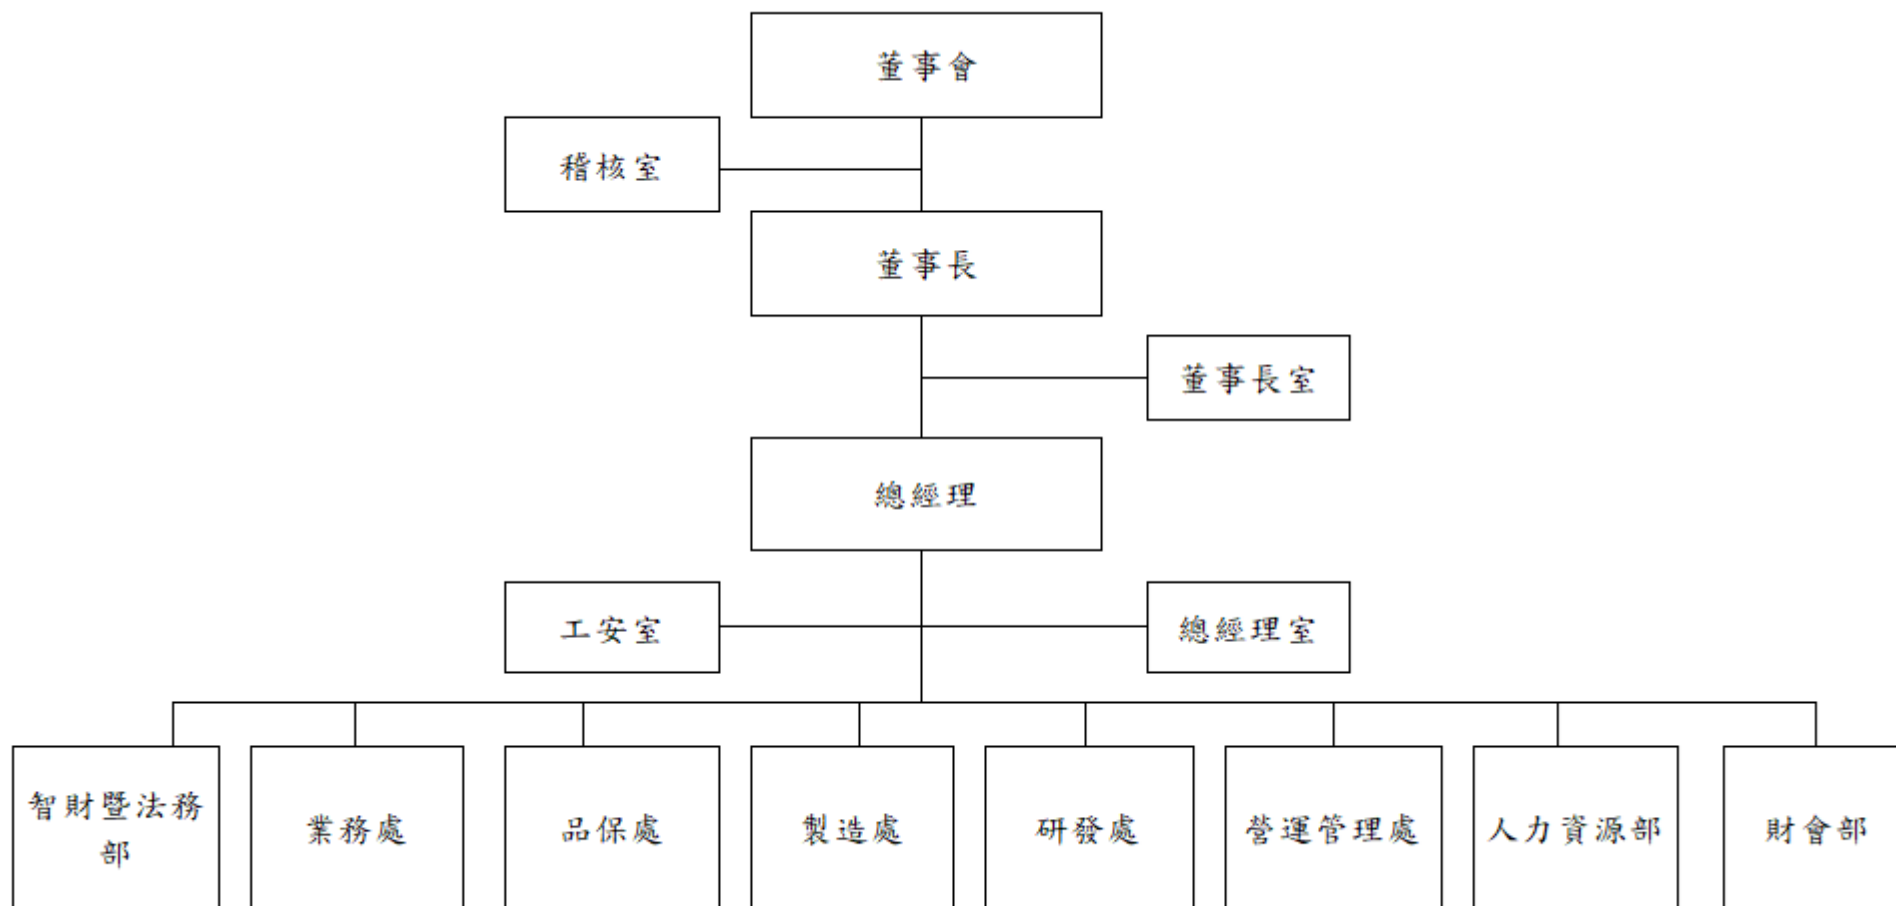 董事會
稽核室
董事長
董事長室
總經理
工安室
總經理室
智財暨法務
部
業務處
品保處
製造處
研發處
營運管理處
人力資源部
財會部